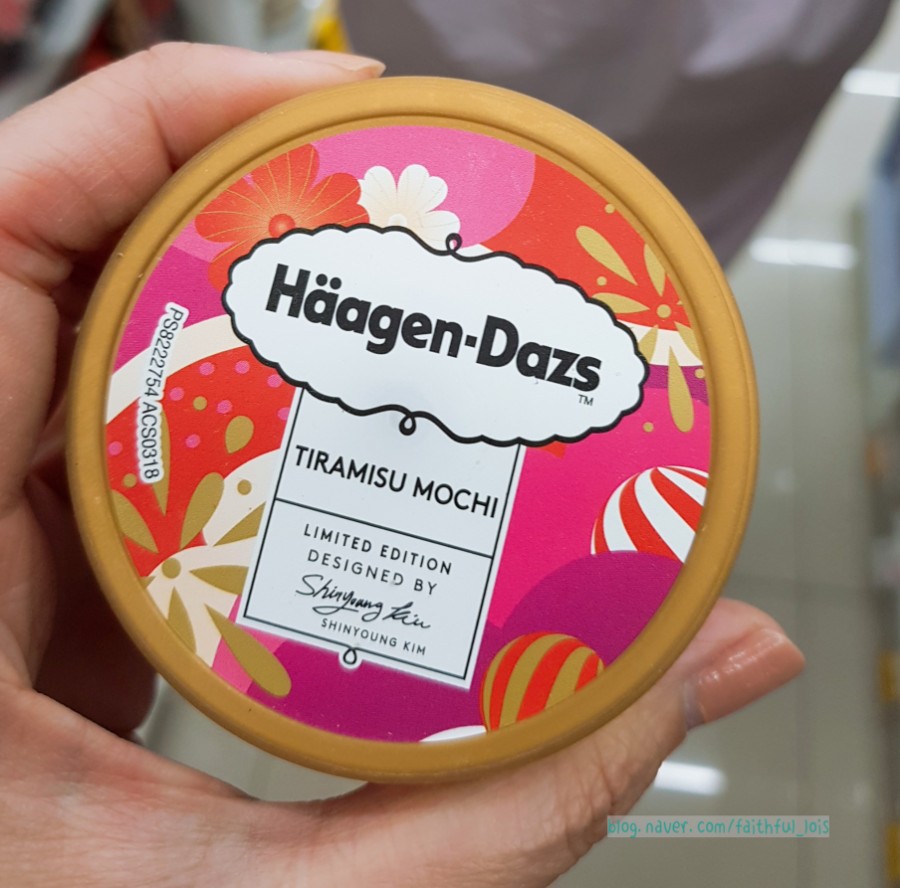 Häagen-Dazs
TM
TIRAMISU MOCHI
LIMITED EDITION
DESIGNED BY
Shinyoung Kim
SHINYOUNG KIM
PS8222754 ACS0318
blog.naver.com/faithful_lois